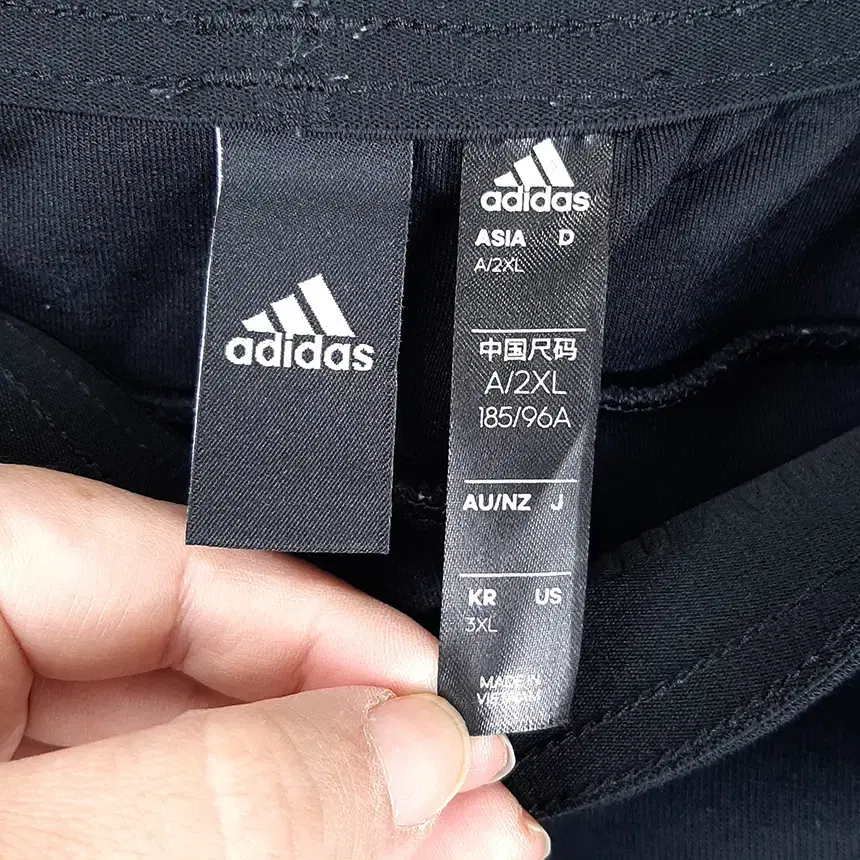 adidas
adidas
ASIA D
A/2XL
中国尺码
A/2XL
185/96A
AU/NZ J
KR US
3XL
MADE IN
VIETNAM